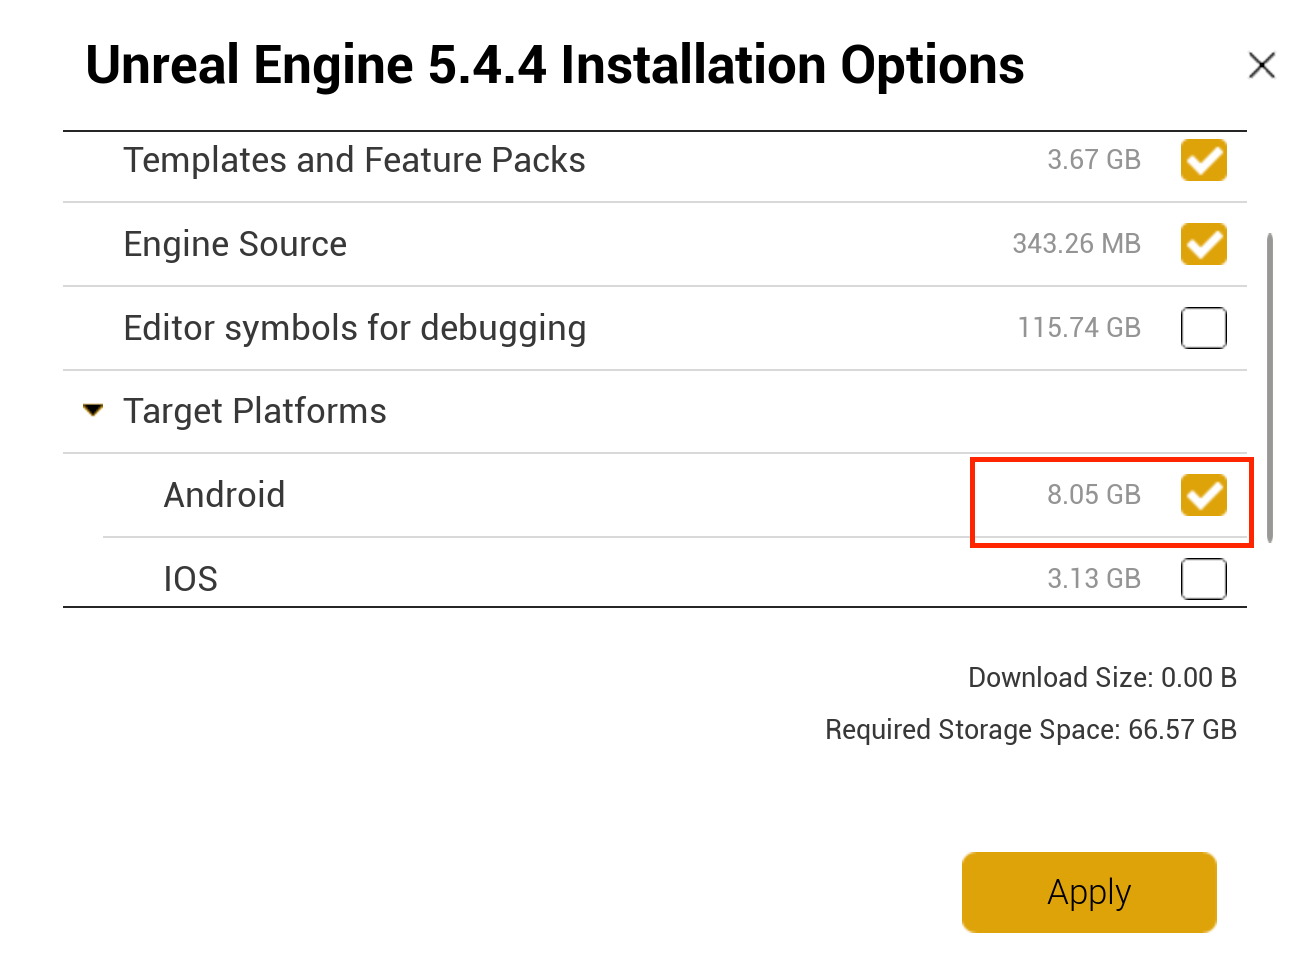 Unreal Engine 5.4.4 Installation Options
Templates and Feature Packs 3.67 GB
Engine Source 343.26 MB
Editor symbols for debugging 115.74 GB
Target Platforms
Android 8.05 GB
IOS 3.13 GB
Download Size: 0.00 B
Required Storage Space: 66.57 GB
Apply